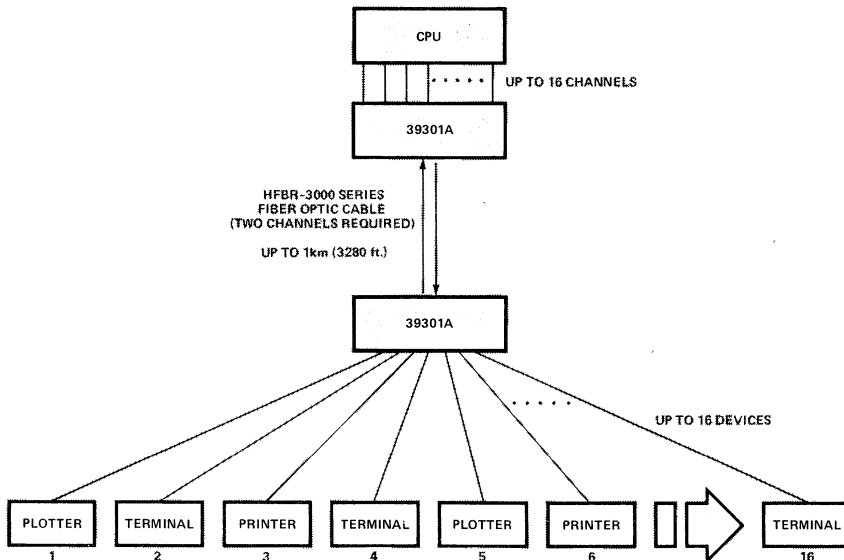 CPU
UP TO 16 CHANNELS
39301A
HFBR-3000 SERIES
FIBER OPTIC CABLE
(TWO CHANNELS REQUIRED)
UP TO 1km (3280 ft.)
39301A
UP TO 16 DEVICES
PLOTTER TERMINAL PRINTER TERMINAL PLOTTER PRINTER TERMINAL
1 2 3 4 5 6 16